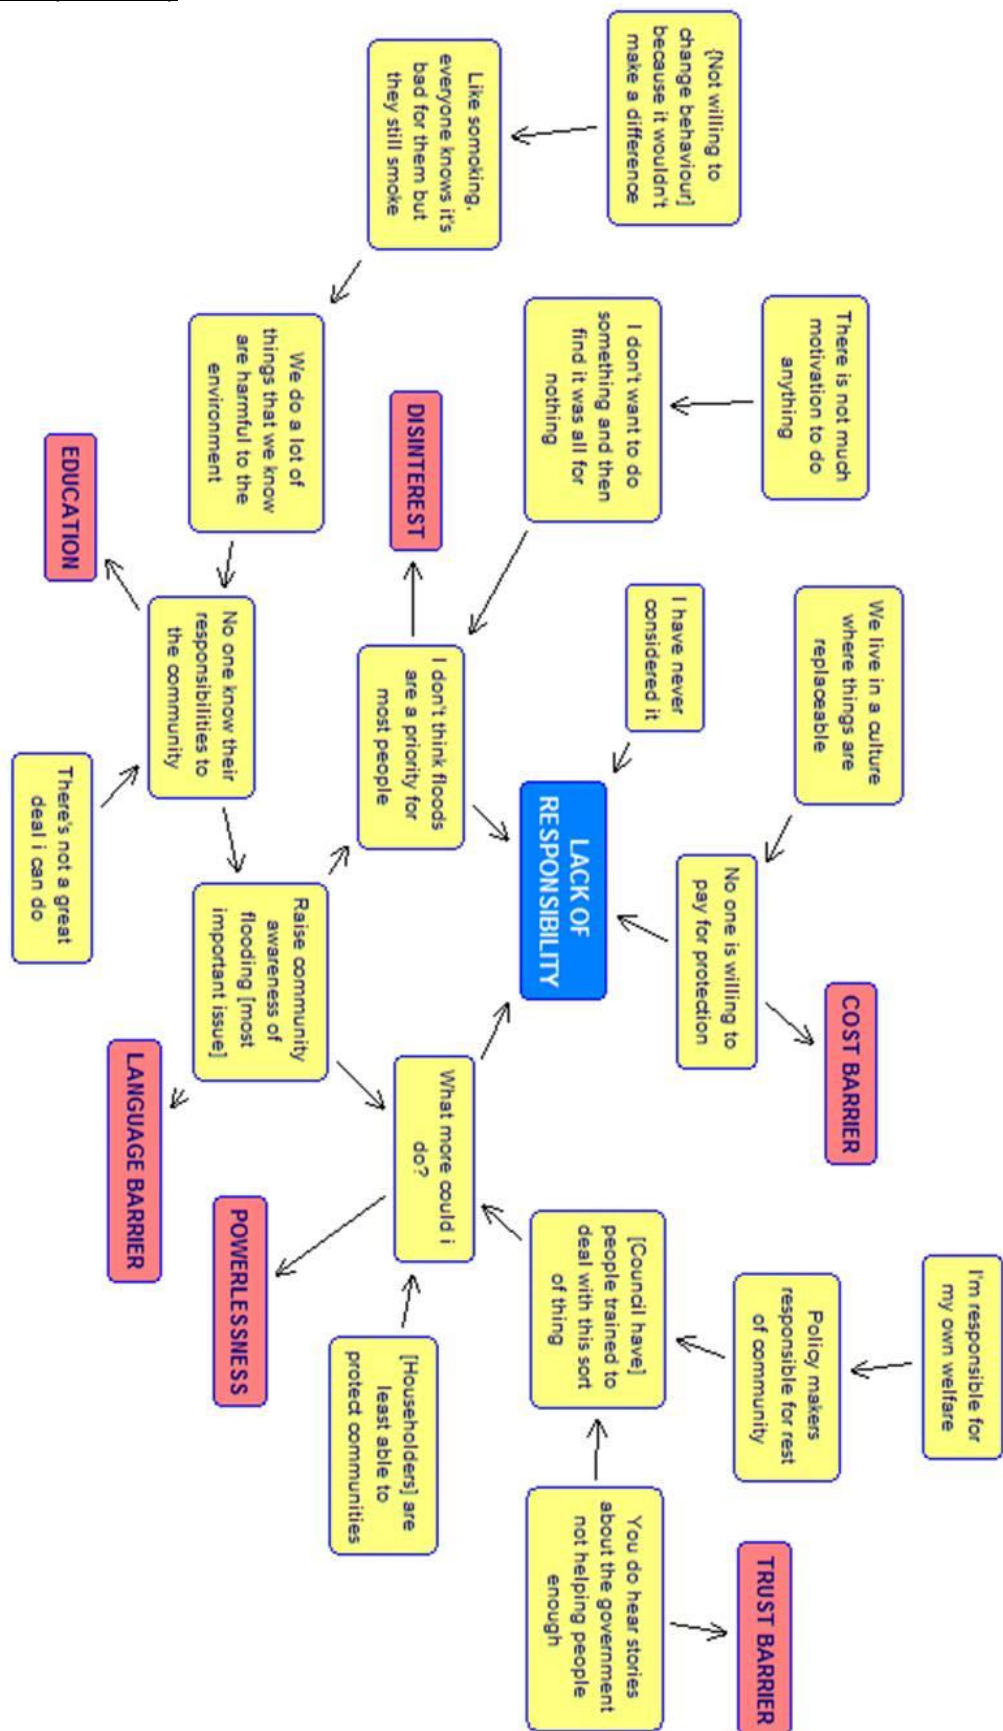 I'm responsible for
my own welfare
We live in a culture
where things are
replaceable
COST BARRIER
There is not much
motivation to do
anything
Policy makers
responsible for rest
of community
TRUST BARRIER
{Not willing to
change behaviour]
because it wouldn't
make a difference
No one is willing to
pay for protection
I have never
considered it
I don't want to do
something and then
find it was all for
nothing
[Council have]
people trained to
deal with this sort
of thing
You do hear stories
about the government
not helping people
enough
LACK OF
RESPONSIBILITY
Like somoking,
everyone knows it's
bad for them but
they still smoke
DISINTEREST
I don't think floods
are a priority for
most people
What more could i
do?
[Householders] are
least able to
protect communities
We do a lot of
things that we know
are harmful to the
environment
Raise community
awareness of
flooding [most
important issue]
POWERLESSNESS
No one know their
responsibilities to
the community
LANGUAGE BARRIER
EDUCATION
There's not a great
deal i can do